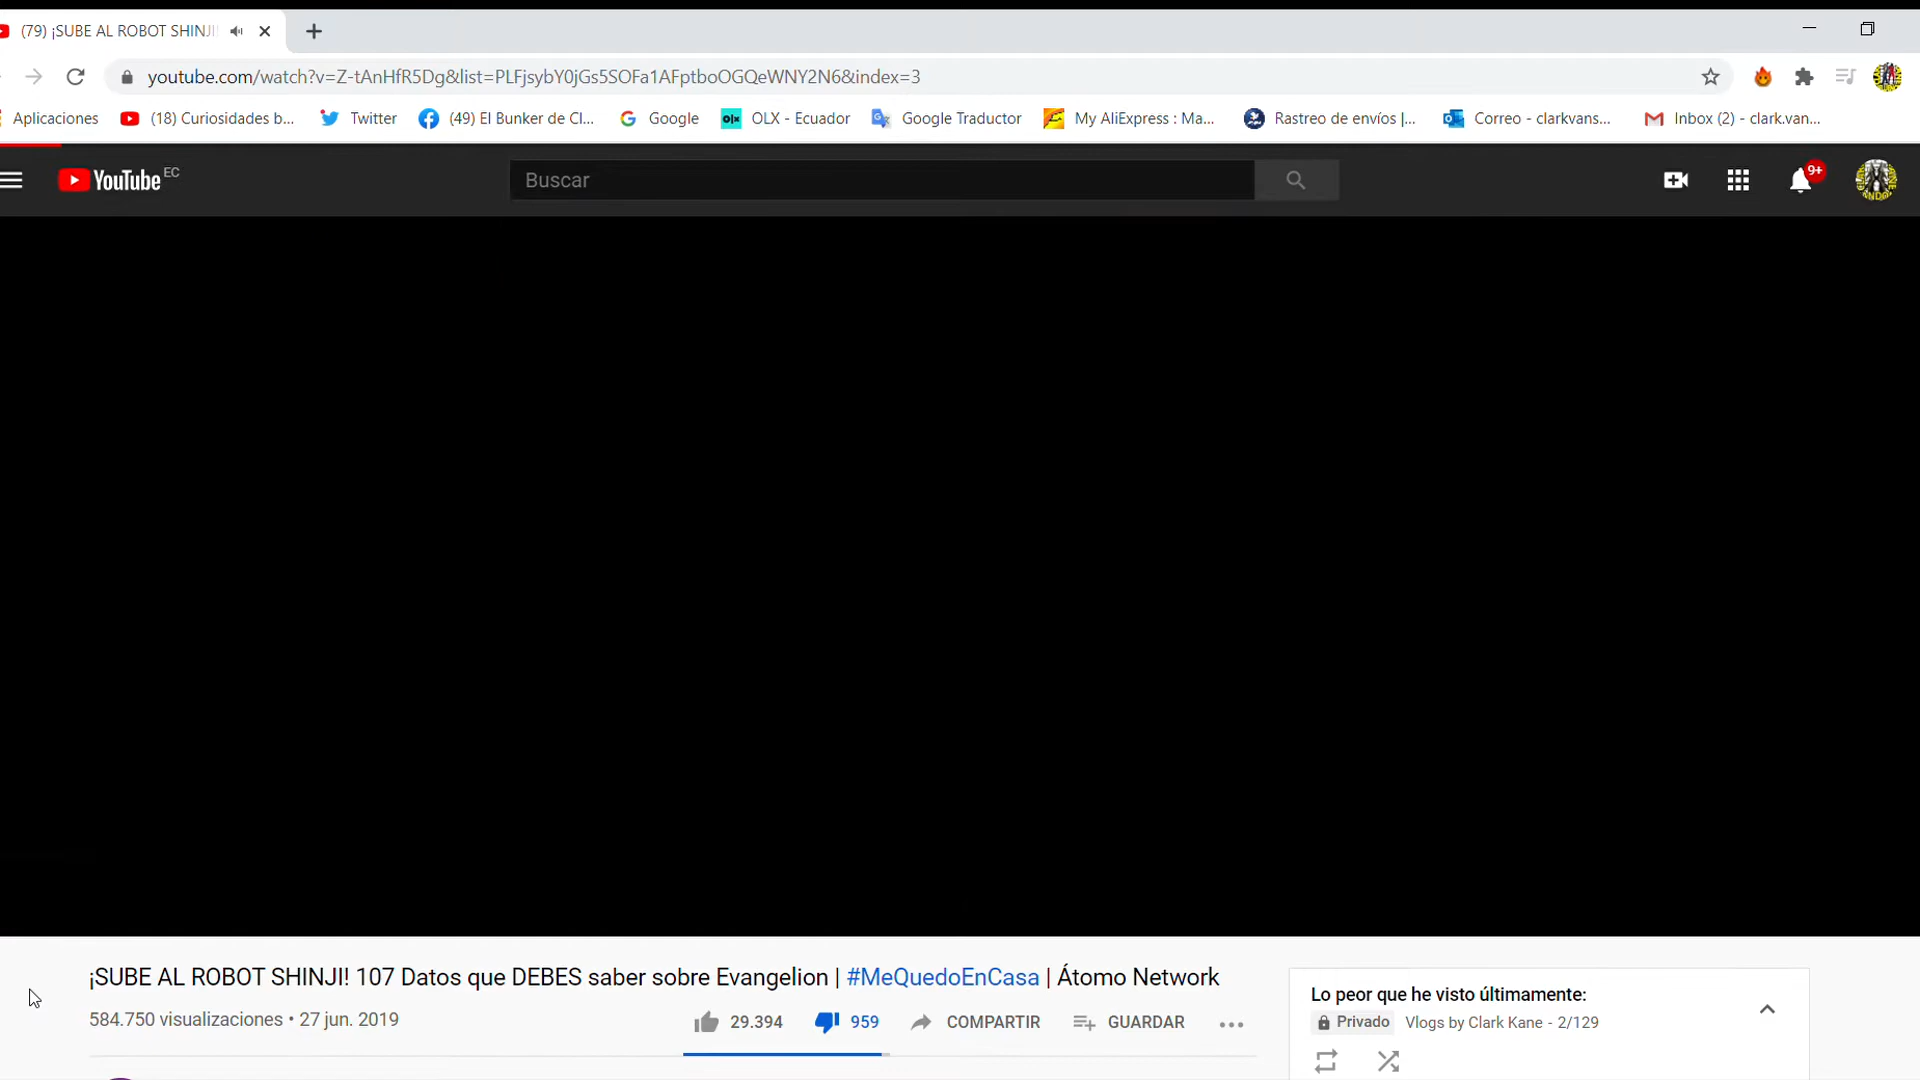 (79) ¡SUBE AL ROBOT SHINJI!
youtube.com/watch?v=Z-tAnHfR5Dg&list=PLFjsybY0jGs5SOFa1AFptboOGQeWNY2N6&index=3
Aplicaciones (18) Curiosidades b... Twitter (49) El Bunker de Cl... Google olx OLX - Ecuador Google Traductor My AliExpress : Ma... Rastreo de envíos |... Correo - clarkvans... Inbox (2) - clark.van...
YouTube EC Buscar 9+
¡SUBE AL ROBOT SHINJI! 107 Datos que DEBES saber sobre Evangelion | #MeQuedoEnCasa | Átomo Network
584.750 visualizaciones • 27 jun. 2019
29.394 959 COMPARTIR GUARDAR
Lo peor que he visto últimamente:
Privado Vlogs by Clark Kane - 2/129